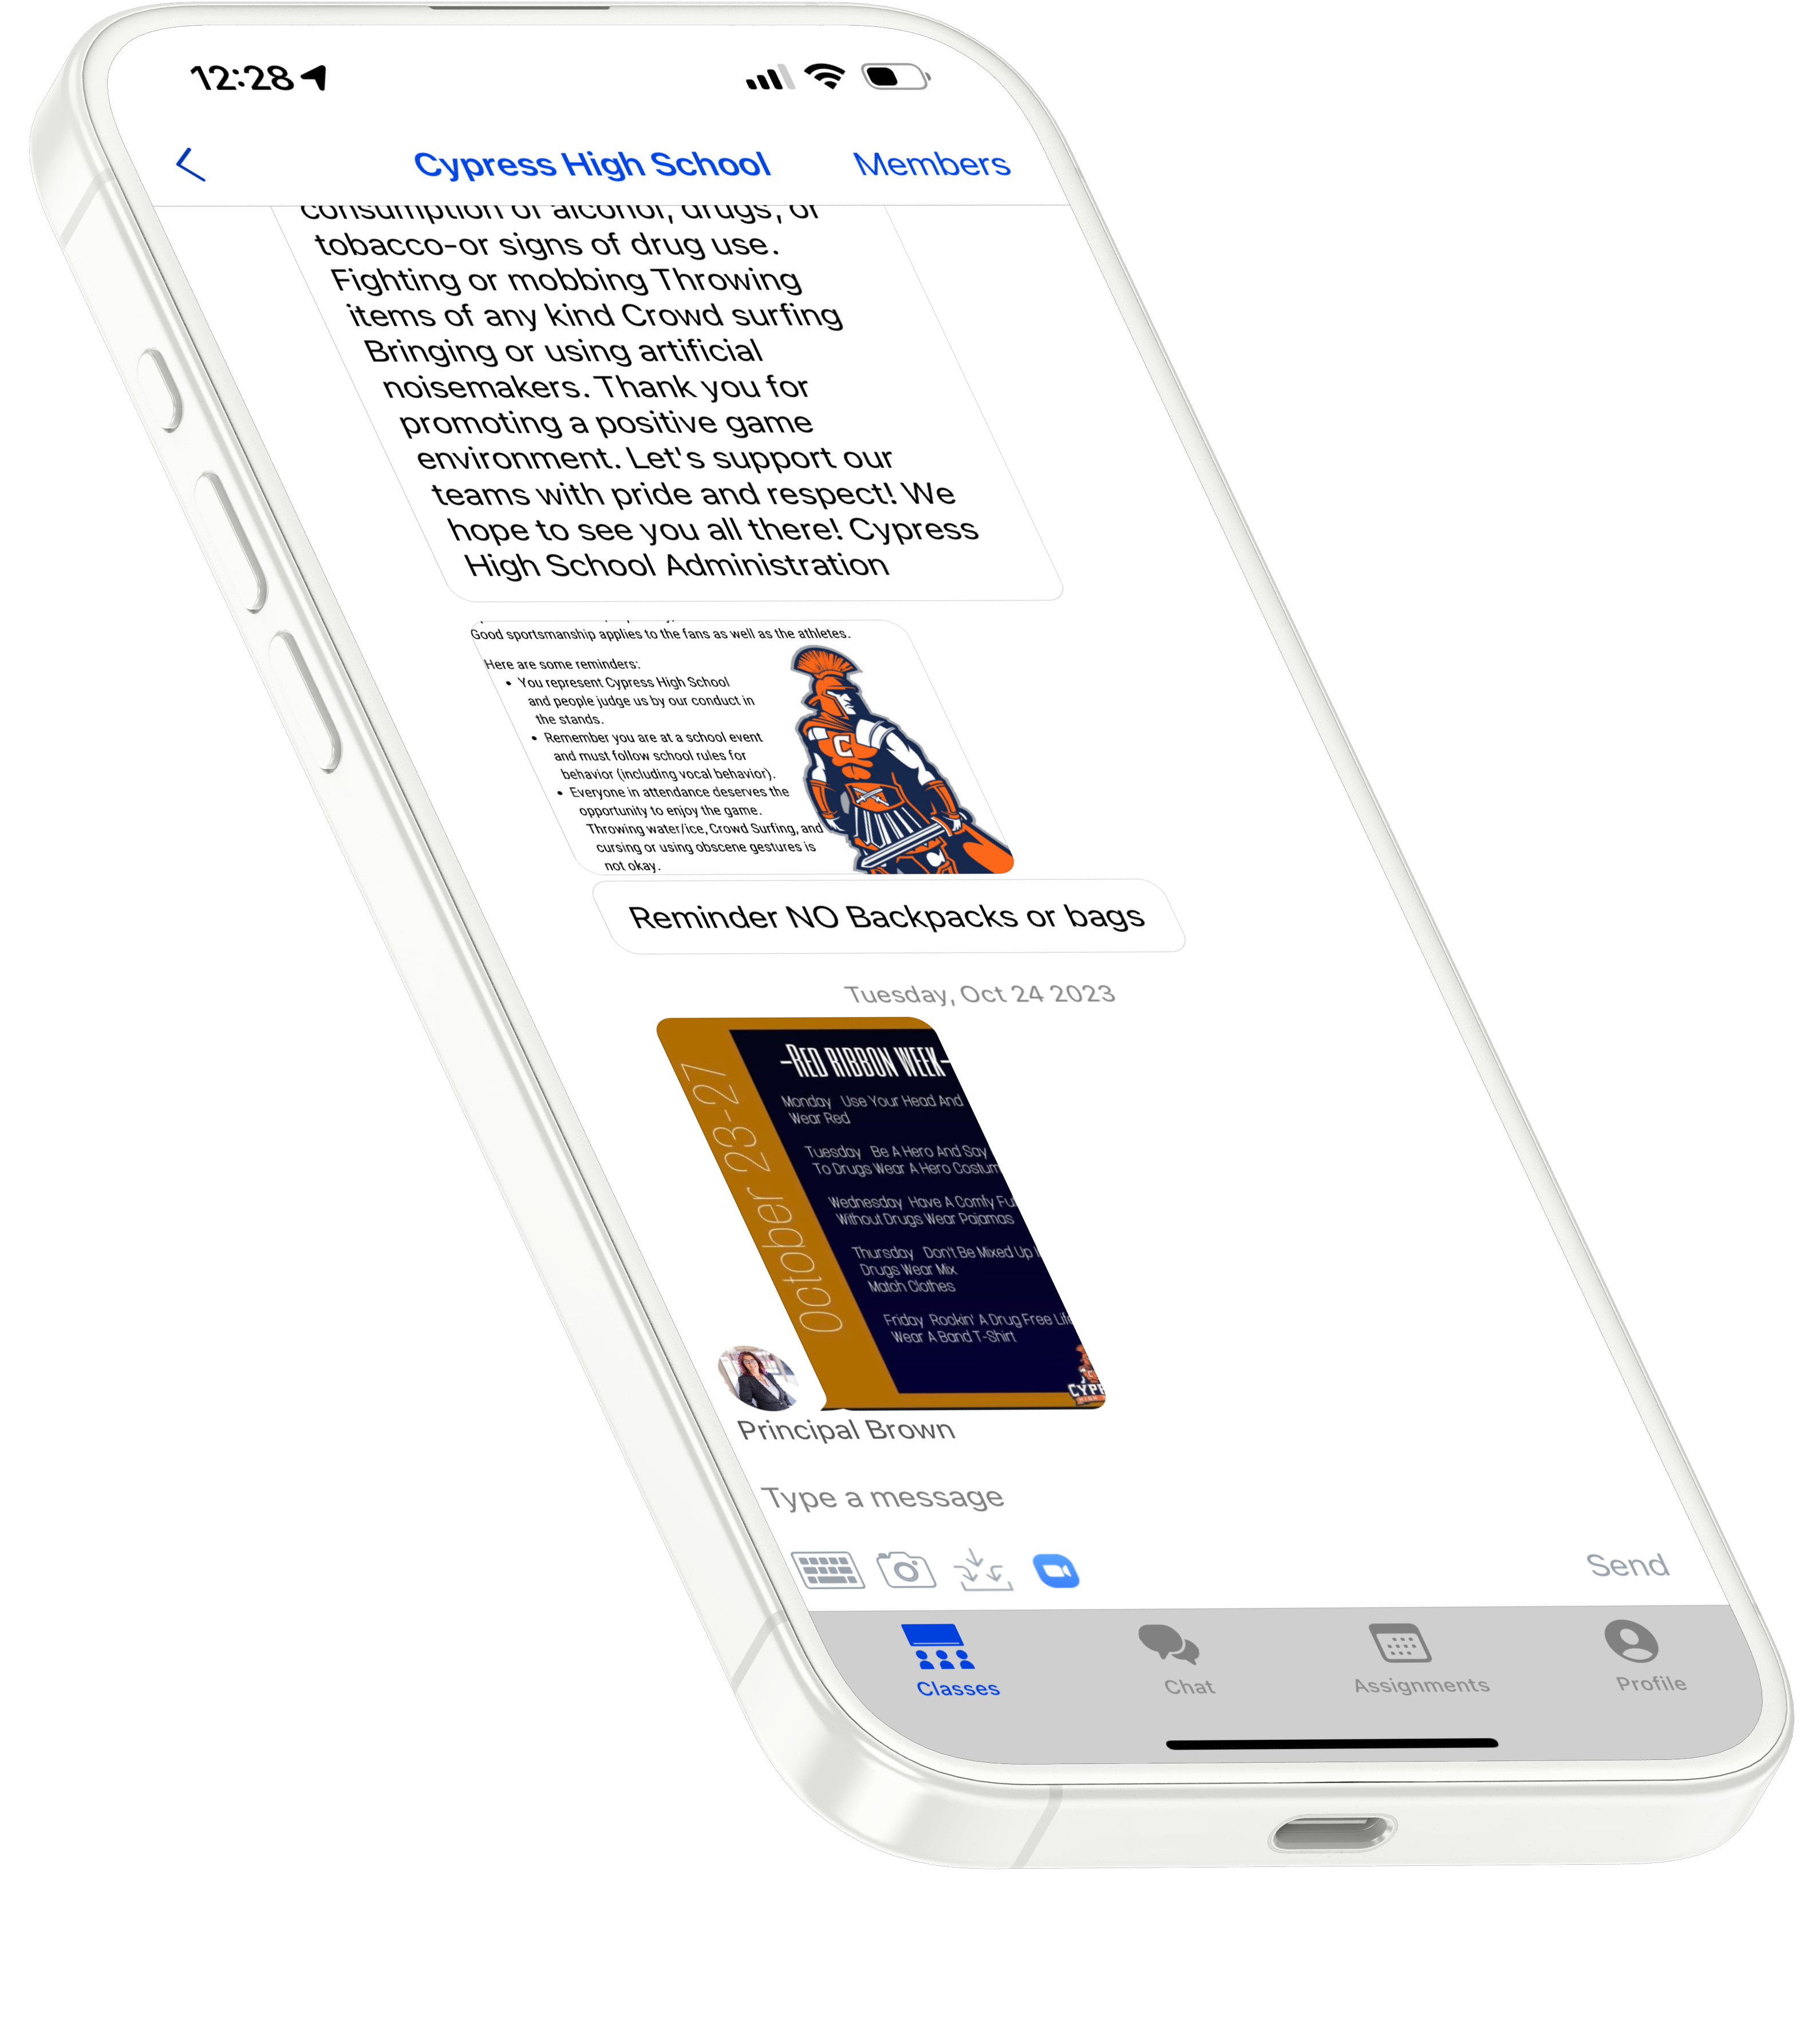 12:28
Cypress High School
Members
consumption of alcohol, drugs, or
tobacco-or signs of drug use.
Fighting or mobbing Throwing
items of any kind Crowd surfing
Bringing or using artificial
noisemakers. Thank you for
promoting a positive game
environment. Let's support our
teams with pride and respect! We
hope to see you all there! Cypress
High School Administration
Good sportsmanship applies to the fans as well as the athletes.
Here are some reminders:
• You represent Cypress High School
and people judge us by our conduct in
the stands.
• Remember you are at a school event
and must follow school rules for
behavior (including vocal behavior).
• Everyone in attendance deserves the
opportunity to enjoy the game.
Throwing water/ice, Crowd Surfing, and
cursing or using obscene gestures is
not okay.
C
Reminder NO Backpacks or bags
Tuesday, Oct 24 2023
October 23-27
-RED RIBBON WEEK-
Monday Use Your Head And
Wear Red
Tuesday Be A Hero And Say
To Drugs Wear A Hero Costum
Wednesday Have A Comfy Fu
Without Drugs Wear Pajamas
Thursday Don't Be Mixed Up
Drugs Wear Mix
Match Clothes
Friday Rockin' A Drug Free Life
Wear A Band T-Shirt
CYPR
Principal Brown
Type a message
Send
Classes
Chat
Assignments
Profile